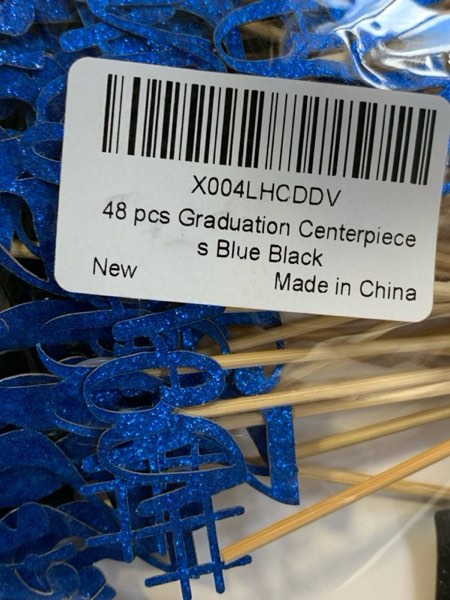 X004LHCDDV
48 pcs Graduation Centerpiece
s Blue Black
New
Made in China